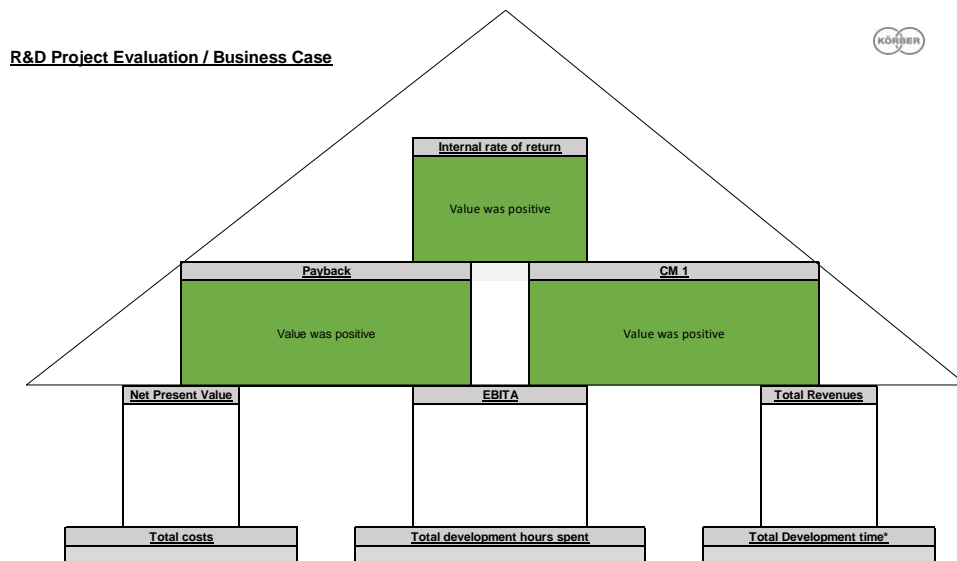 R&D Project Evaluation / Business Case
KÖRBER
Internal rate of return
Value was positive
Payback
CM 1
Value was positive
Value was positive
Net Present Value
EBITA
Total Revenues
Total costs
Total development hours spent
Total Development time*